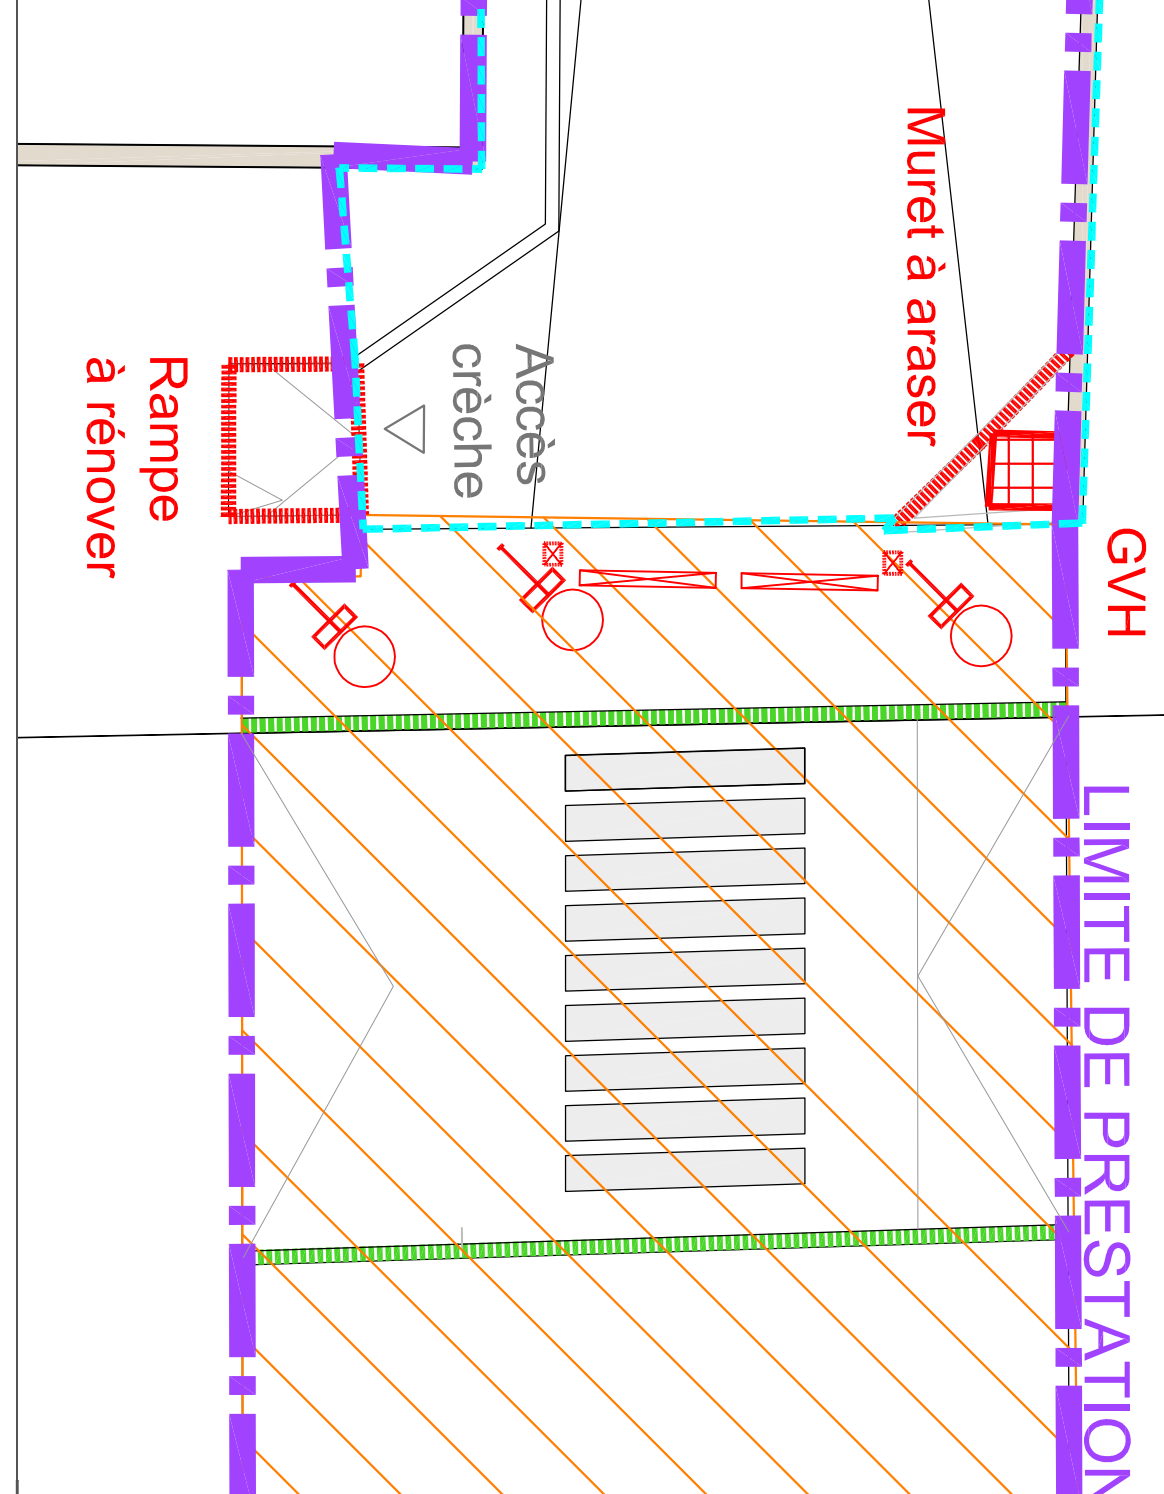 Muret à araser
Accès
crèche
Rampe
à rénover
GVH
LIMITE DE PRESTATION